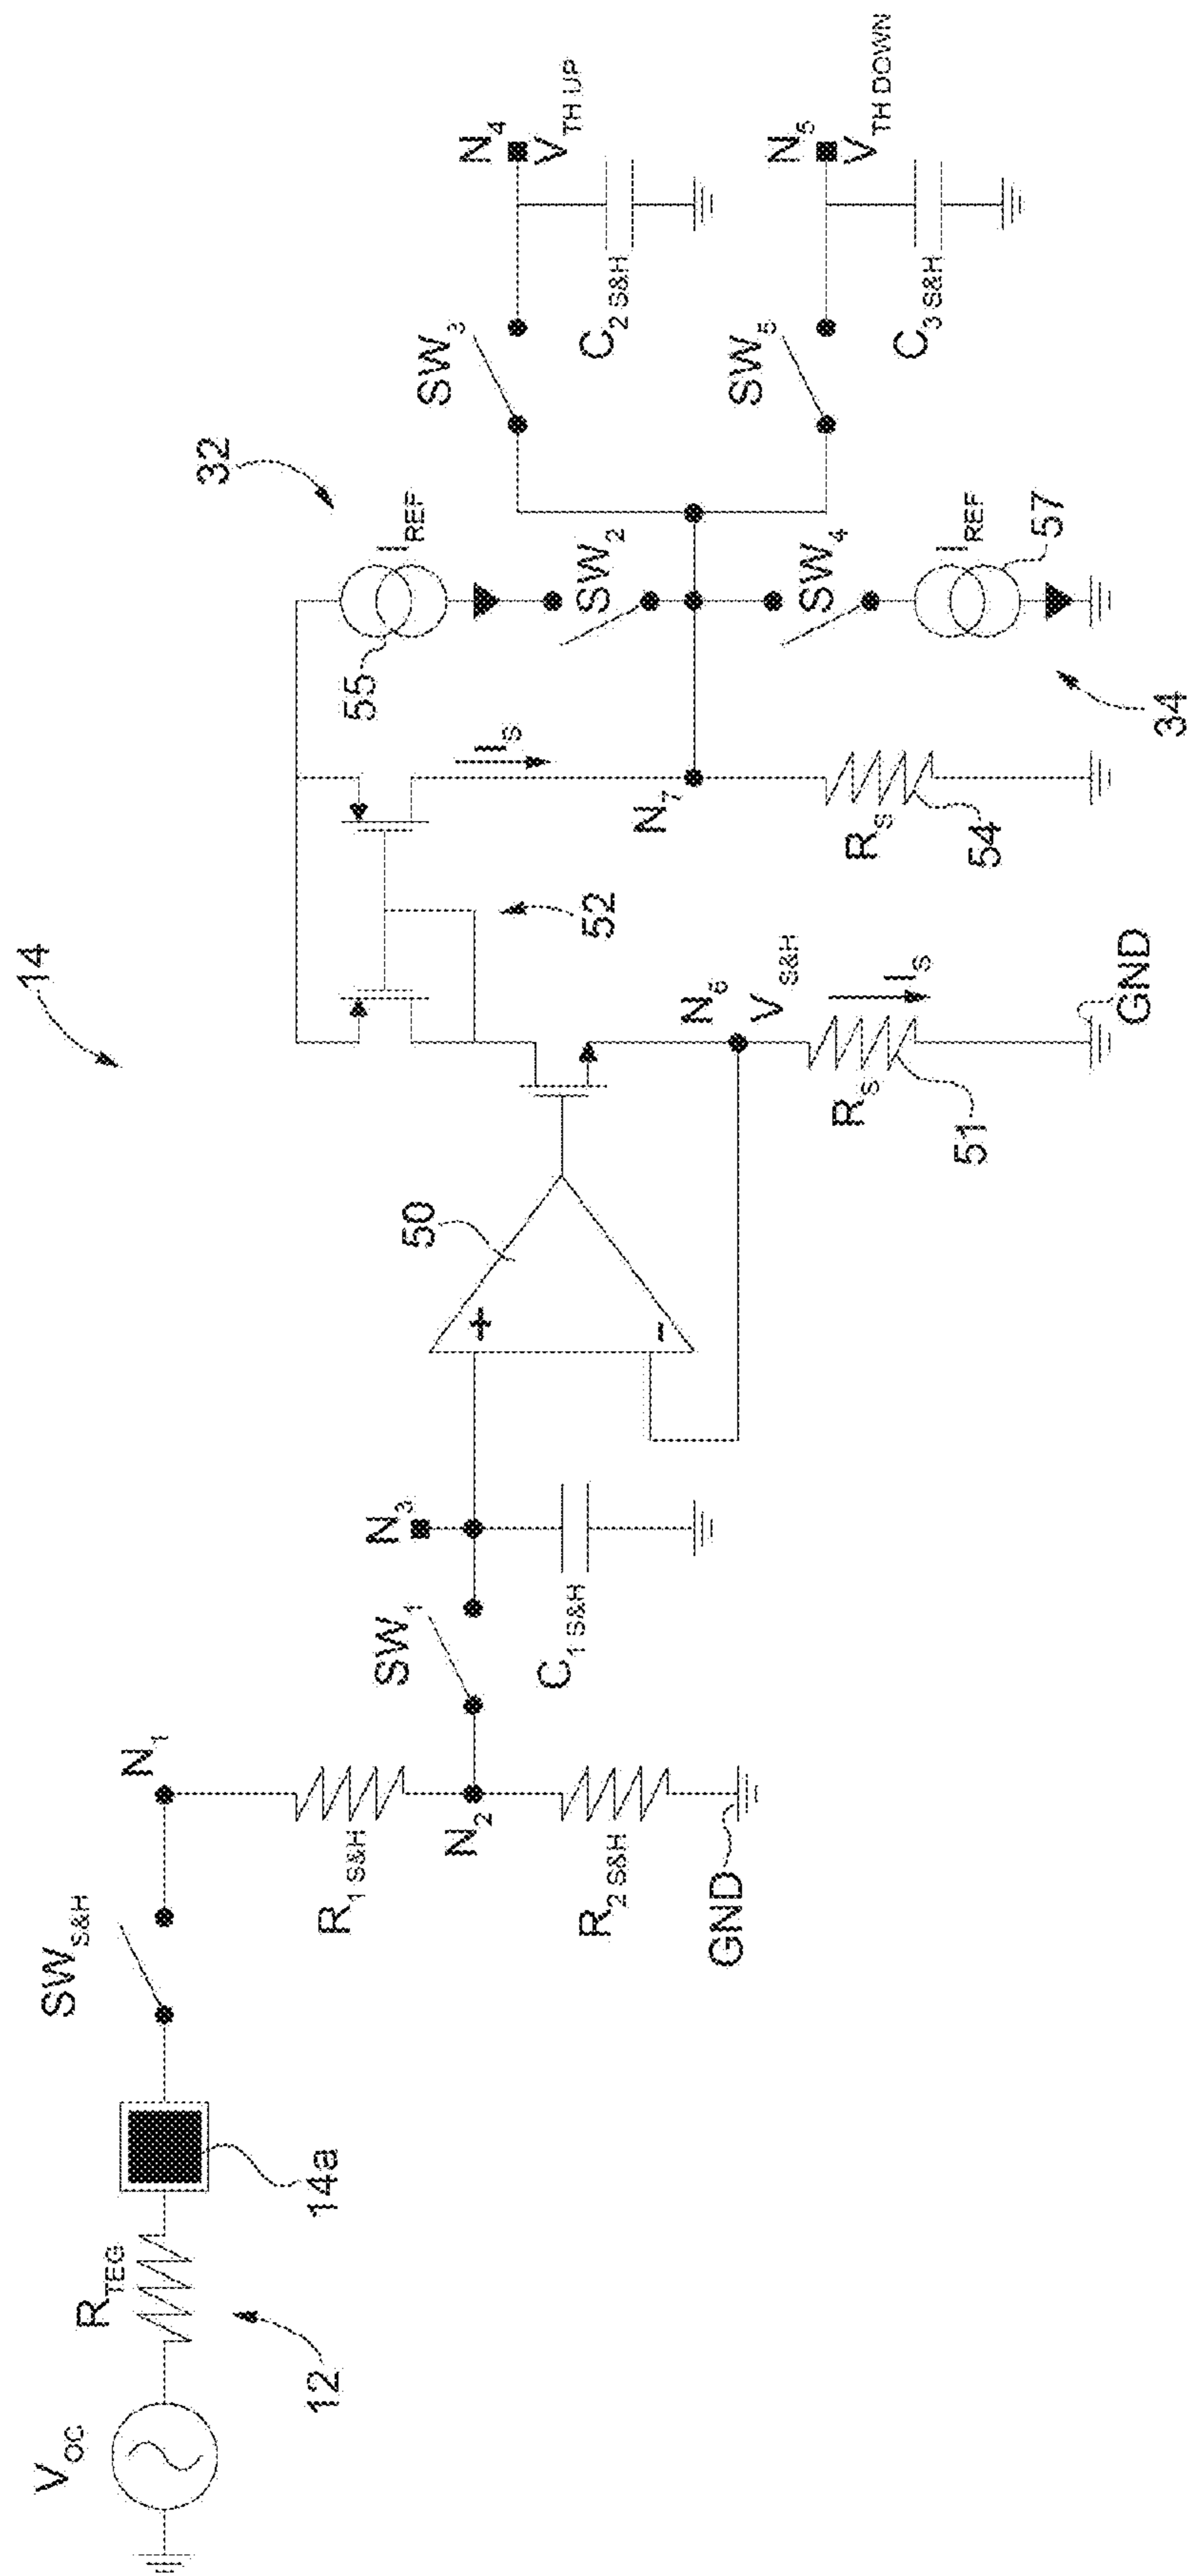 14
V_OC
R_TEG
12
14a
SW_S&H
N_1
R_1 S&H
N_2
R_2 S&H
GND
SW_1
N_3
C_1 S&H
50
+
-
52
N_6
V_S&H
R_S
I_S
51
GND
I_S
N_7
R_S
54
32
55
I_REF
SW_2
SW_4
I_REF
57
34
SW_3
N_4
V_TH UP
C_2 S&H
SW_5
N_5
V_TH DOWN
C_3 S&H